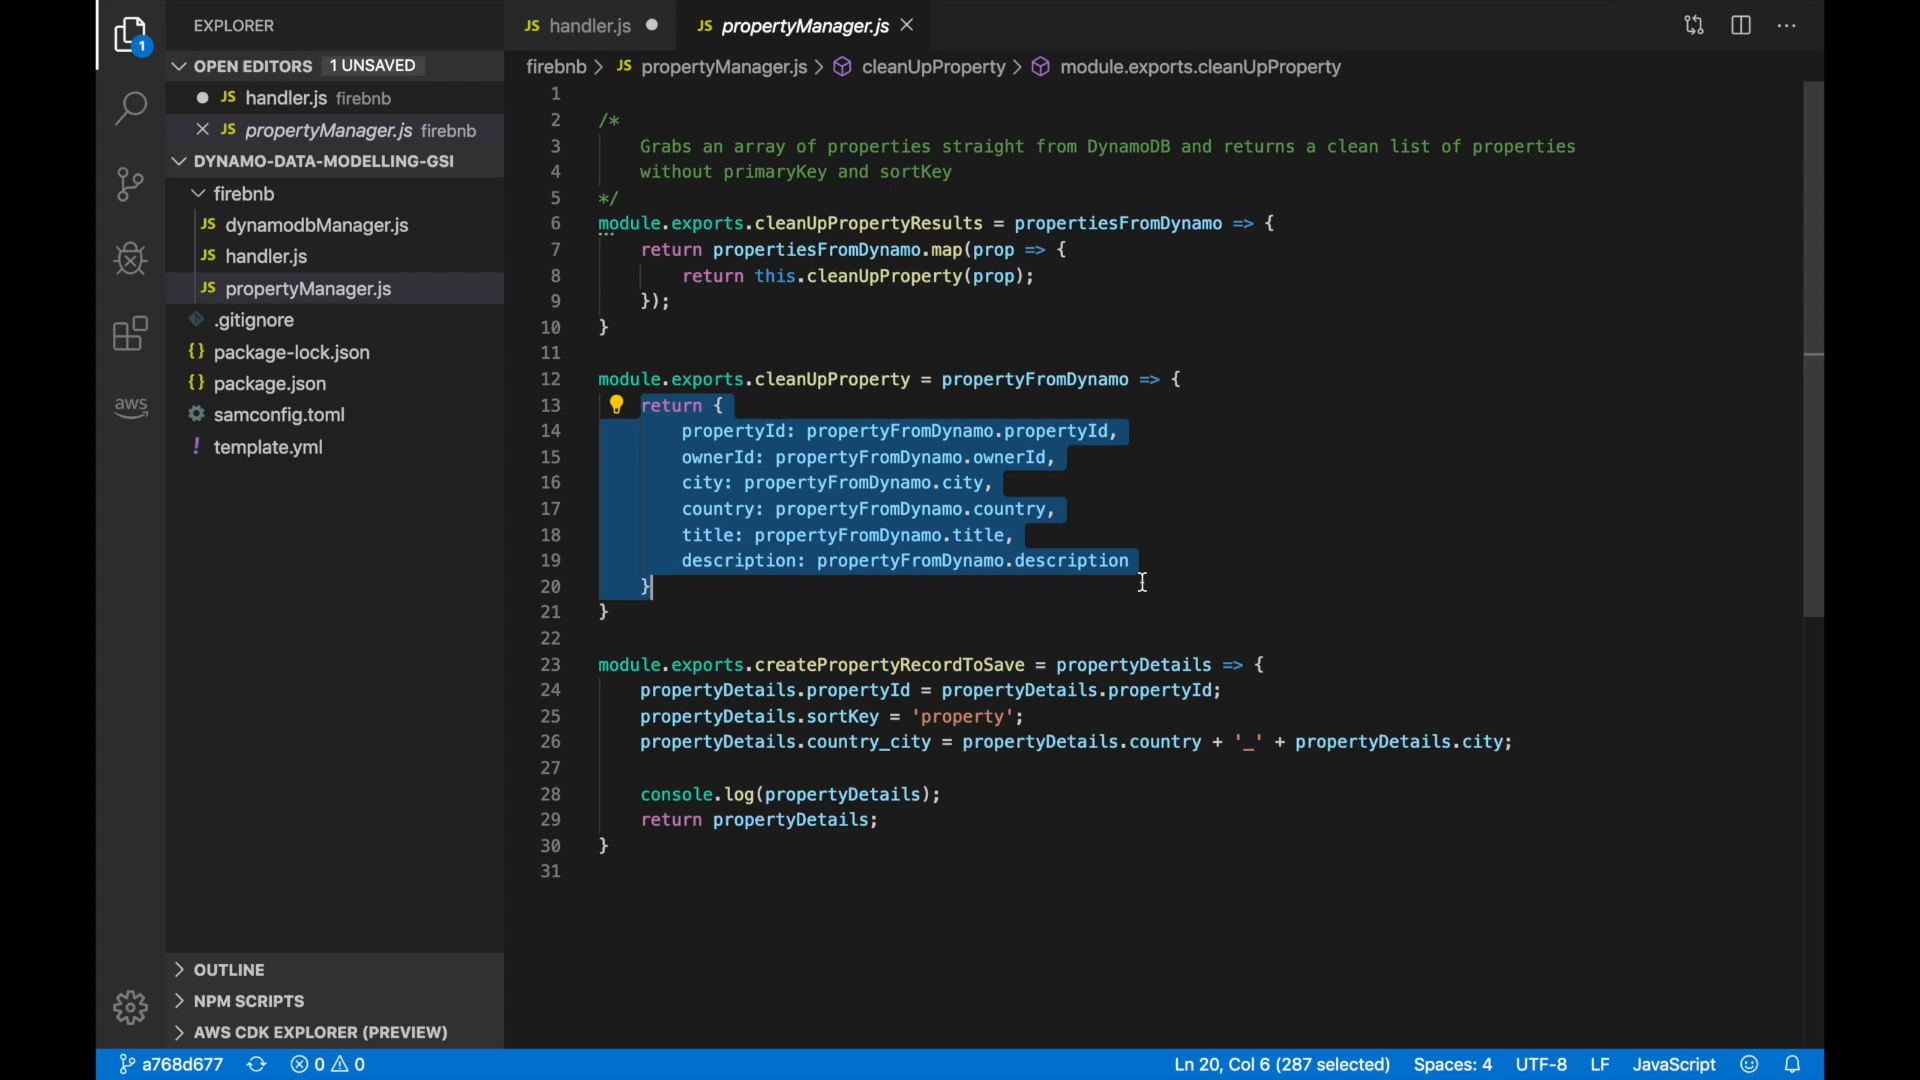 EXPLORER
OPEN EDITORS 1 UNSAVED
JS handler.js firebnb
JS propertyManager.js firebnb
DYNAMO-DATA-MODELLING-GSI
firebnb
JS dynamodbManager.js
JS handler.js
JS propertyManager.js
.gitignore
{} package-lock.json
{} package.json
samconfig.toml
! template.yml
OUTLINE
NPM SCRIPTS
AWS CDK EXPLORER (PREVIEW)
1
aws
JS handler.js
JS propertyManager.js
firebnb > JS propertyManager.js > cleanUpProperty > module.exports.cleanUpProperty
1
2 /*
3 Grabs an array of properties straight from DynamoDB and returns a clean list of properties
4 without primaryKey and sortKey
5 */
6 module.exports.cleanUpPropertyResults = propertiesFromDynamo => {
7 return propertiesFromDynamo.map(prop => {
8 return this.cleanUpProperty(prop);
9 });
10 }
11
12 module.exports.cleanUpProperty = propertyFromDynamo => {
13 return {
14 propertyId: propertyFromDynamo.propertyId,
15 ownerId: propertyFromDynamo.ownerId,
16 city: propertyFromDynamo.city,
17 country: propertyFromDynamo.country,
18 title: propertyFromDynamo.title,
19 description: propertyFromDynamo.description
20 }
21 }
22
23 module.exports.createPropertyRecordToSave = propertyDetails => {
24 propertyDetails.propertyId = propertyDetails.propertyId;
25 propertyDetails.sortKey = 'property';
26 propertyDetails.country_city = propertyDetails.country + '_' + propertyDetails.city;
27
28 console.log(propertyDetails);
29 return propertyDetails;
30 }
31
a768d677 0 0 Ln 20, Col 6 (287 selected) Spaces: 4 UTF-8 LF JavaScript